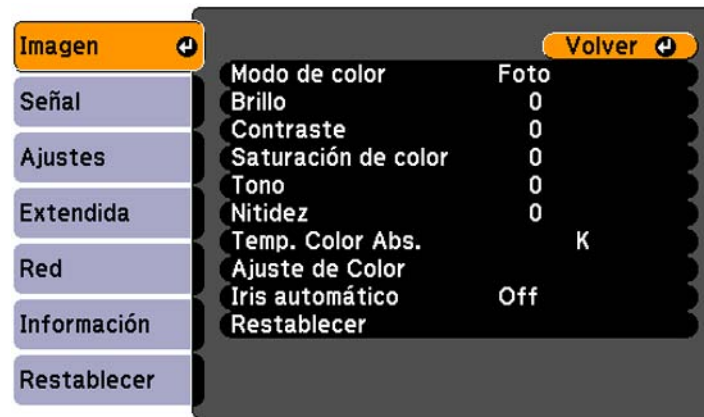 Imagen
Señal
Ajustes
Extendida
Red
Información
Restablecer
Volver
Modo de color Foto
Brillo 0
Contraste 0
Saturación de color 0
Tono 0
Nitidez 0
Temp. Color Abs. K
Ajuste de Color
Iris automático Off
Restablecer